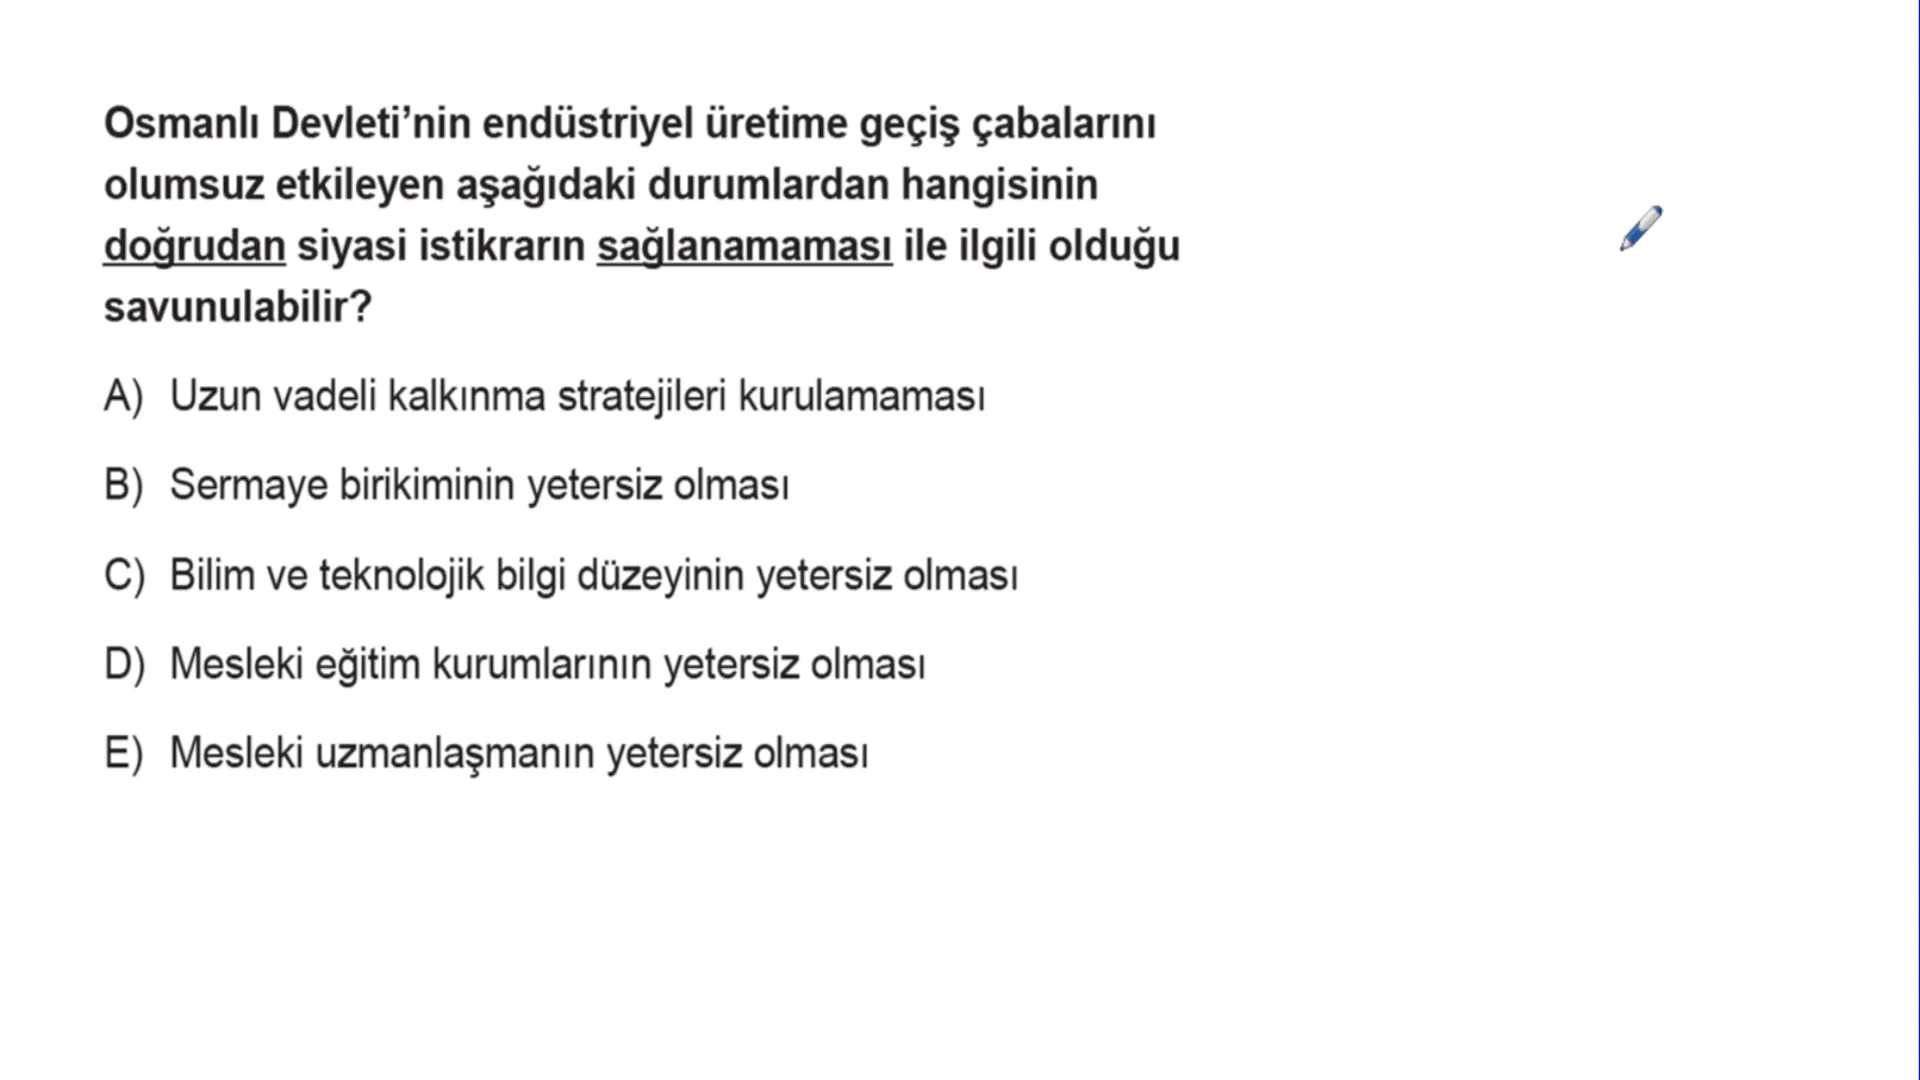 Osmanlı Devleti’nin endüstriyel üretime geçiş çabalarını
olumsuz etkileyen aşağıdaki durumlardan hangisinin
doğrudan siyasi istikrarın sağlanamaması ile ilgili olduğu
savunulabilir?
A) Uzun vadeli kalkınma stratejileri kurulamaması
B) Sermaye birikiminin yetersiz olması
C) Bilim ve teknolojik bilgi düzeyinin yetersiz olması
D) Mesleki eğitim kurumlarının yetersiz olması
E) Mesleki uzmanlaşmanın yetersiz olması